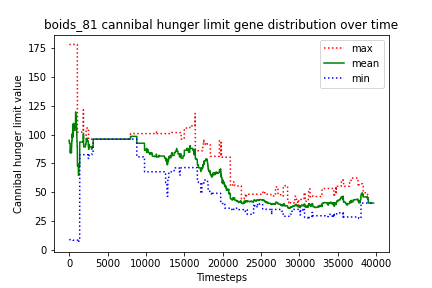 boids_81 cannibal hunger limit gene distribution over time
max
mean
min
Cannibal hunger limit value
175
150
125
100
75
50
25
0
0 5000 10000 15000 20000 25000 30000 35000 40000
Timesteps